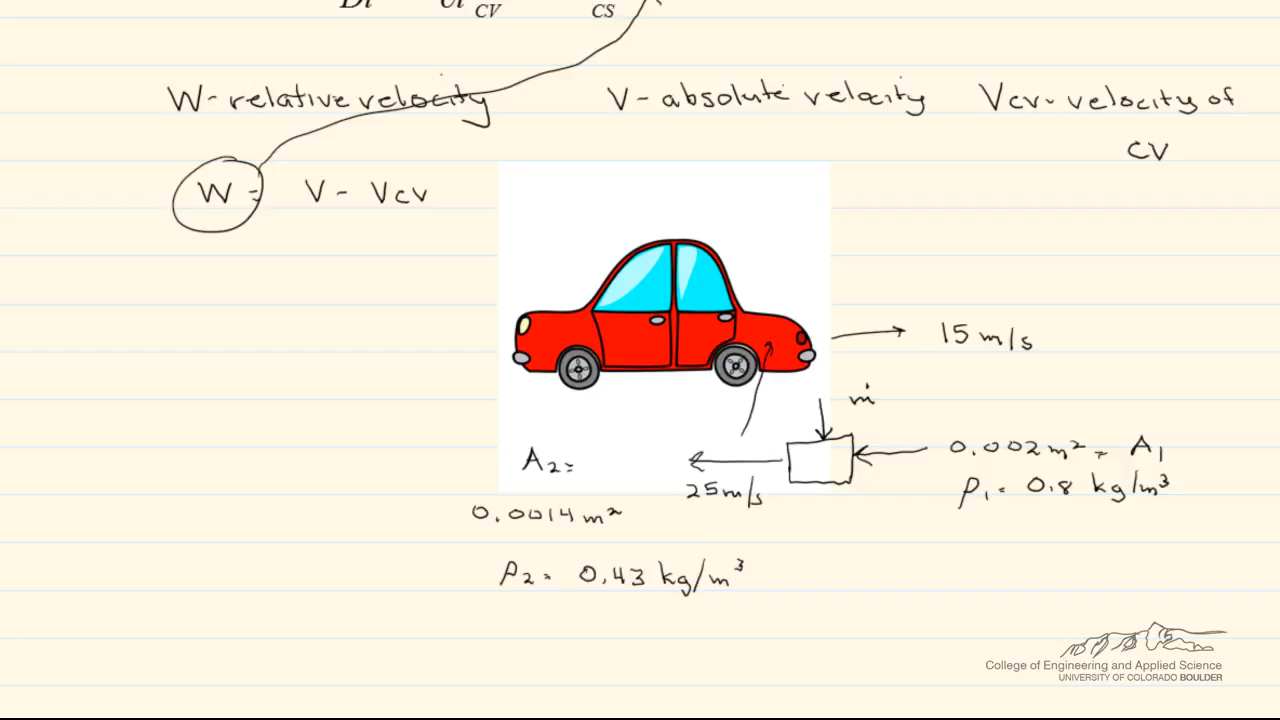 Dt
CV
CS
W- relative velocity V - absolute velocity Vcv - velocity of
CV
W = V - Vcv
15 m/s
ṁ
0.002 m² = A₁
A₂ =
25 m/s
ρ₁ = 0.8 kg/m³
0.0014 m²
ρ₂ = 0.43 kg/m³
College of Engineering and Applied Science
UNIVERSITY OF COLORADO BOULDER